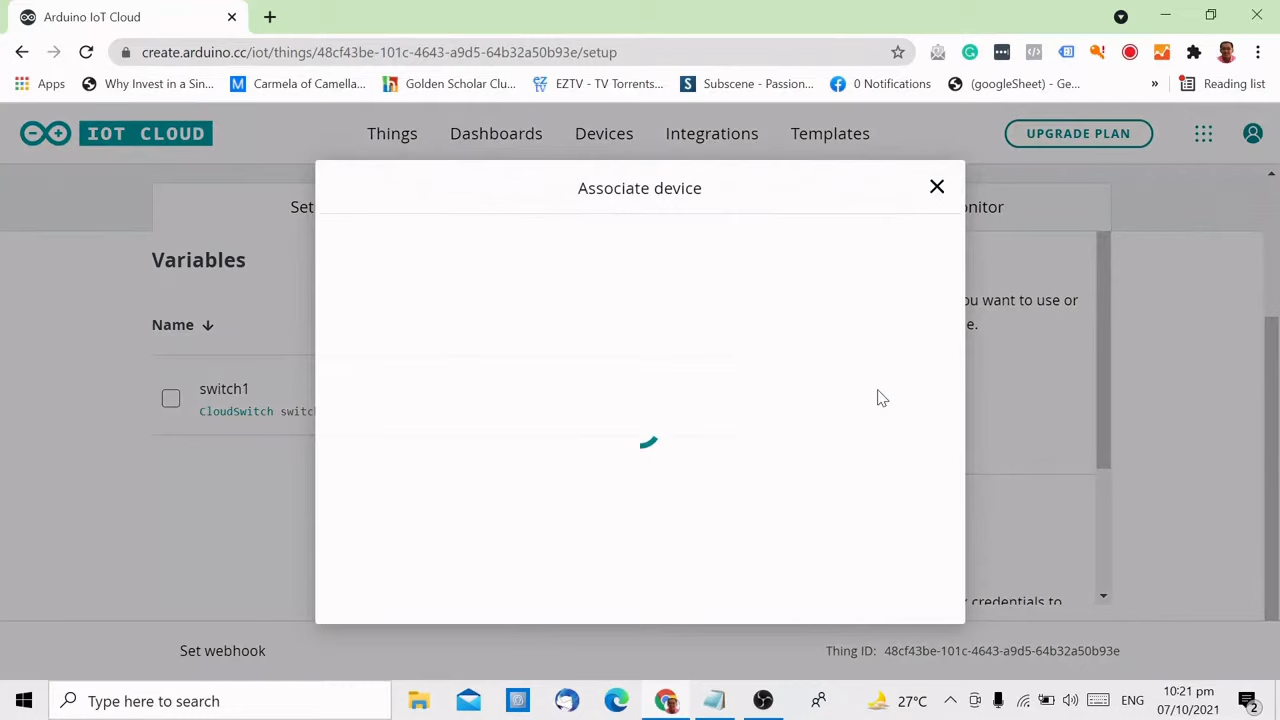 Arduino IoT Cloud
create.arduino.cc/iot/things/48cf43be-101c-4643-a9d5-64b32a50b93e/setup
Apps Why Invest in a Sin... Carmela of Camella... Golden Scholar Clu... EZTV - TV Torrents... Subscene - Passion... 0 Notifications (googleSheet) - Ge... » Reading list
IOT CLOUD Things Dashboards Devices Integrations Templates UPGRADE PLAN
Associate device
Set onitor
Variables
ou want to use or
Name e.
switch1
CloudSwitch switch
credentials to
Set webhook Thing ID: 48cf43be-101c-4643-a9d5-64b32a50b93e
Type here to search 27°C ENG 10:21 pm
07/10/2021 2